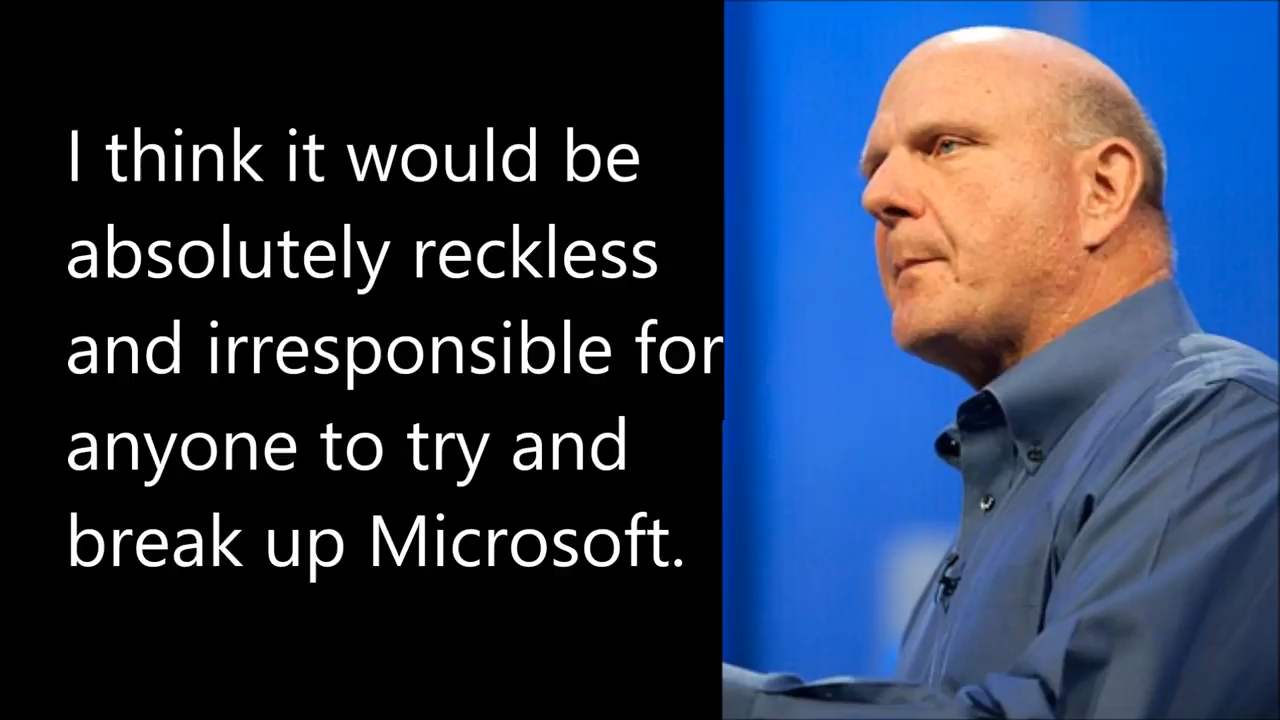 I think it would be
absolutely reckless
and irresponsible for
anyone to try and
break up Microsoft.